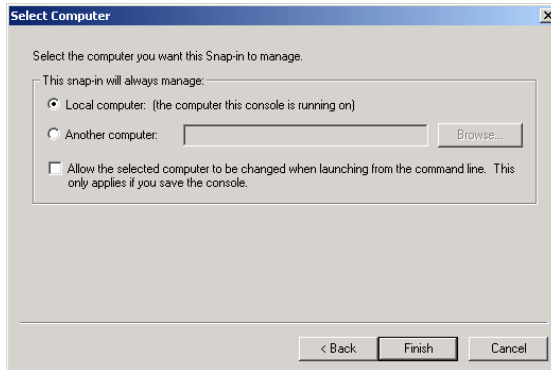 Select Computer
Select the computer you want this Snap-in to manage.
This snap-in will always manage:
Local computer: (the computer this console is running on)
Another computer:
Browse...
Allow the selected computer to be changed when launching from the command line. This
only applies if you save the console.
< Back
Finish
Cancel